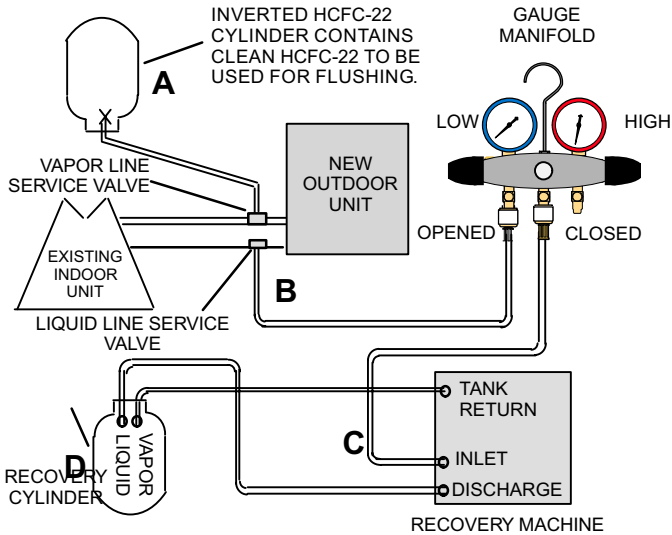 INVERTED HCFC-22
CYLINDER CONTAINS
CLEAN HCFC-22 TO BE
USED FOR FLUSHING.
A
GAUGE
MANIFOLD
LOW
HIGH
VAPOR LINE
SERVICE VALVE
NEW
OUTDOOR
UNIT
OPENED
CLOSED
EXISTING
INDOOR
UNIT
B
LIQUID LINE SERVICE
VALVE
TANK
RETURN
C
INLET
DISCHARGE
D
RECOVERY
CYLINDER
LIQUID
VAPOR
RECOVERY MACHINE